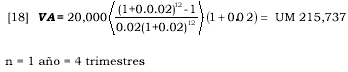 [18] VA = 20,000 ( (1+0.0.02)^12 - 1 / 0.02(1+0.02)^12 ) (1 + 0.02) = UM 215,737
n = 1 año = 4 trimestres